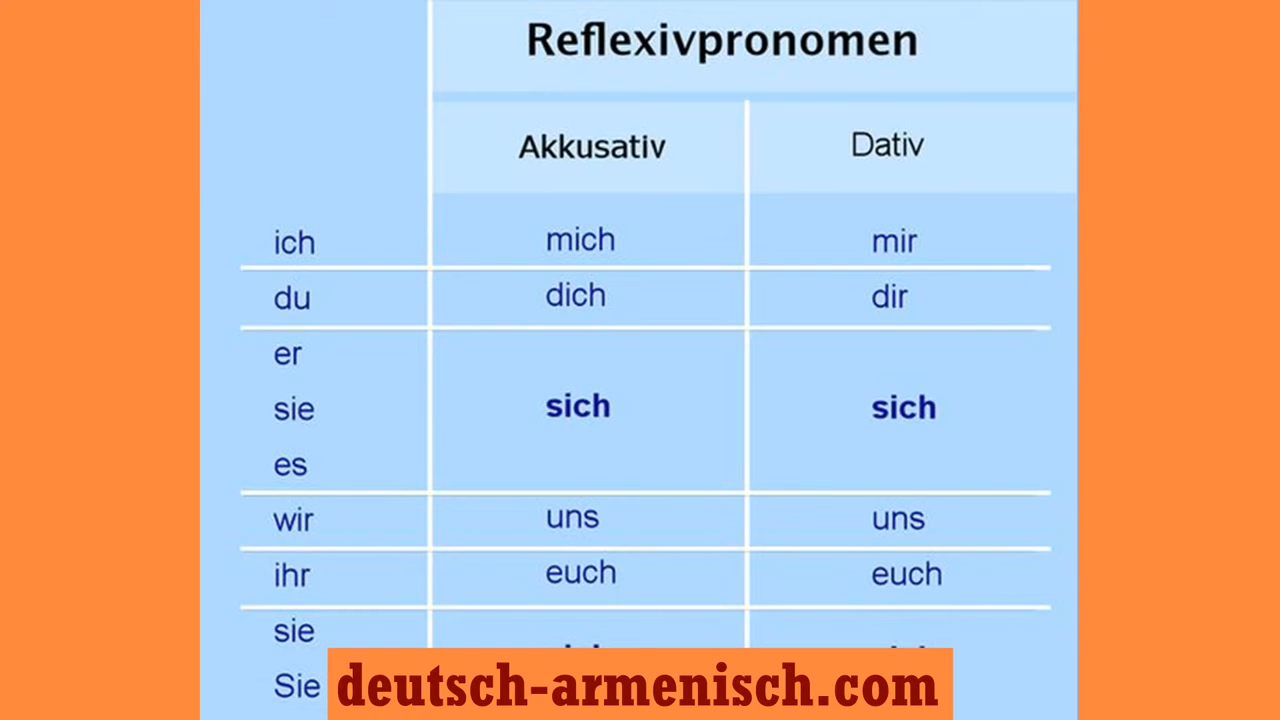 Reflexivpronomen
Akkusativ Dativ
ich mich mir
du dich dir
er
sie sich sich
es
wir uns uns
ihr euch euch
sie
Sie
deutsch-armenisch.com